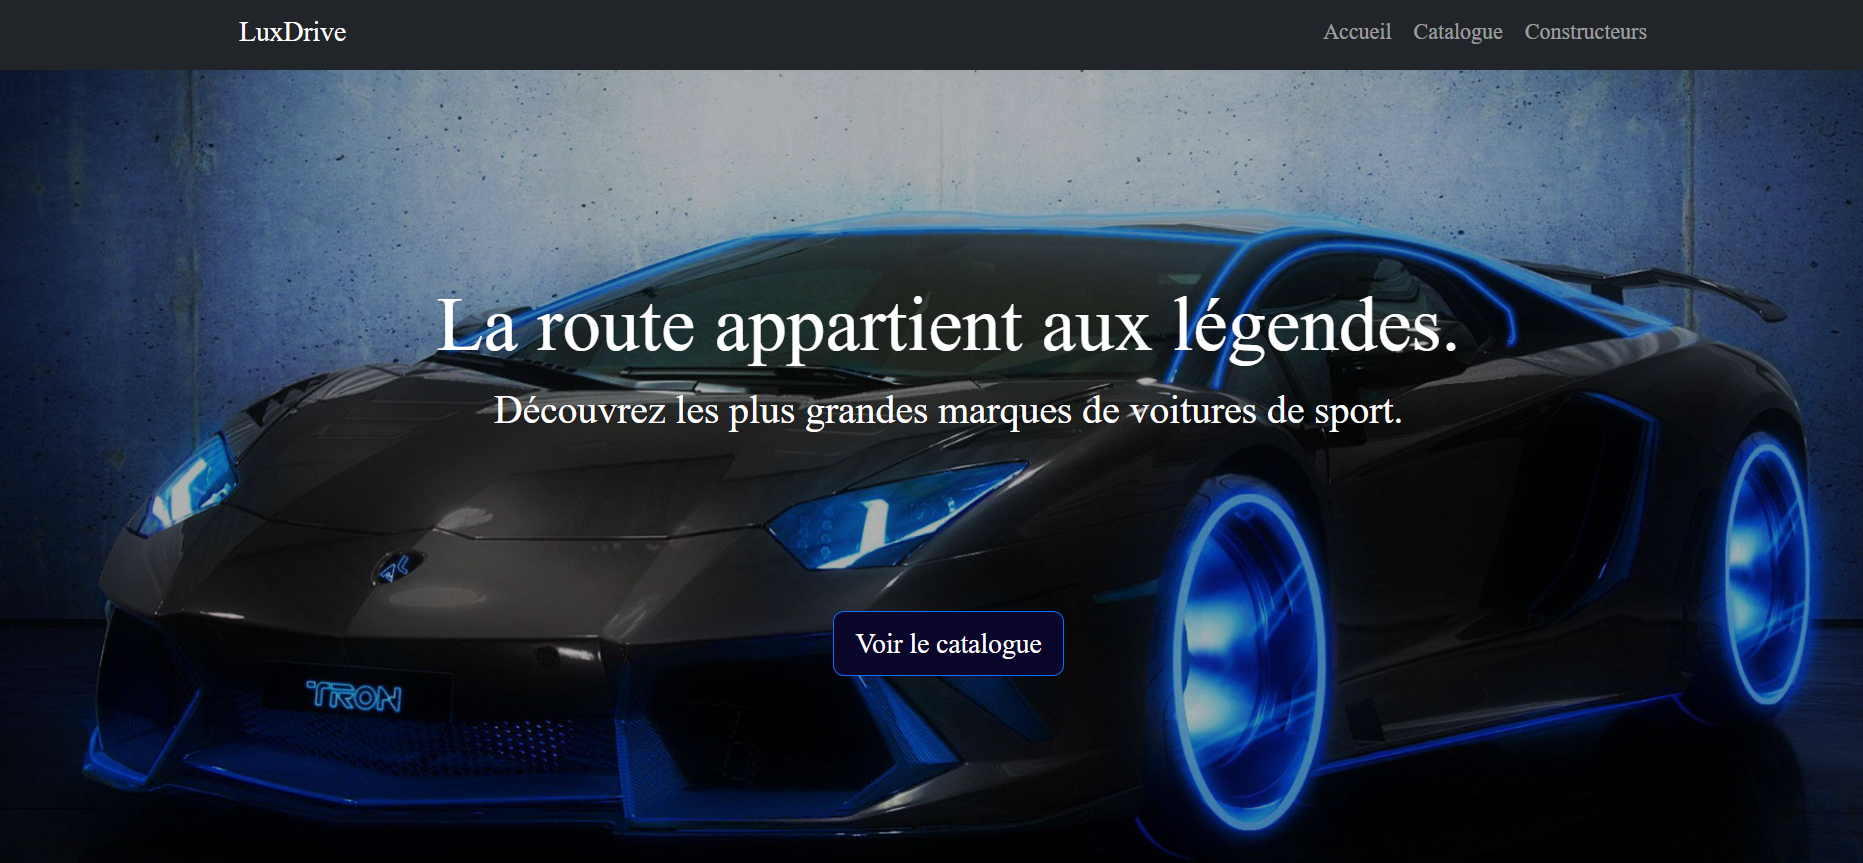 LuxDrive
Accueil Catalogue Constructeurs
La route appartient aux légendes.
Découvrez les plus grandes marques de voitures de sport.
Voir le catalogue
TRON